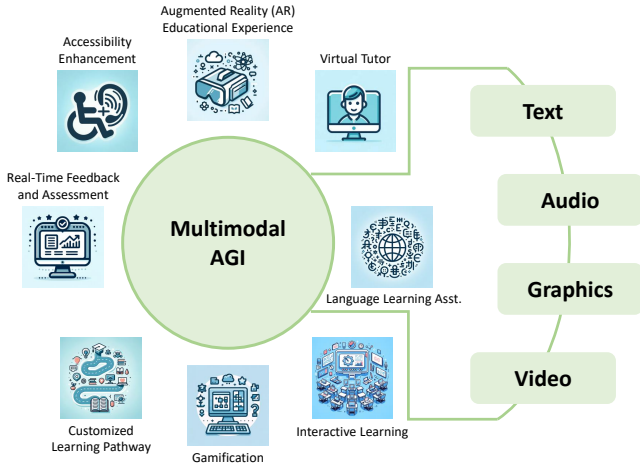 Augmented Reality (AR)
Educational Experience
Accessibility
Enhancement
Virtual Tutor
Text
Real-Time Feedback
and Assessment
Multimodal
AGI
Audio
Language Learning Asst.
Graphics
Video
Customized
Learning Pathway
Gamification
Interactive Learning